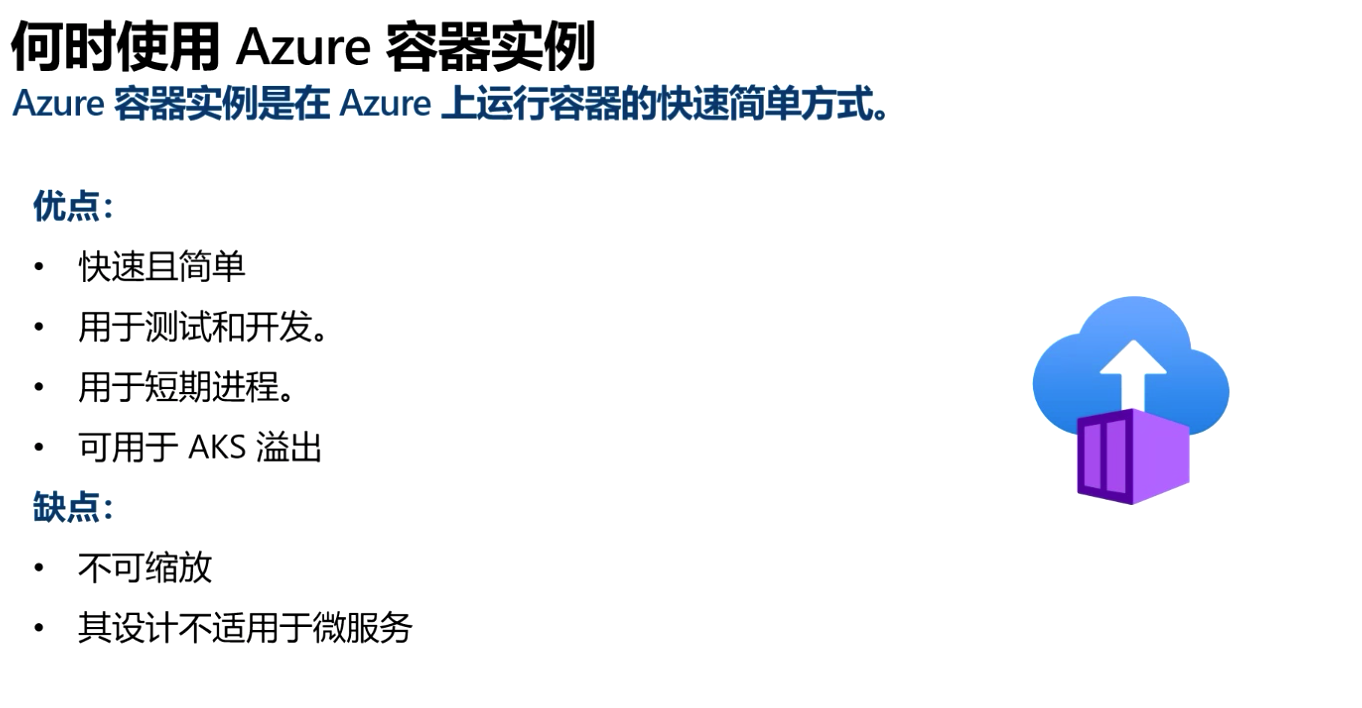 何时使用 Azure 容器实例
Azure 容器实例是在 Azure 上运行容器的快速简单方式。
优点：
• 快速且简单
• 用于测试和开发。
• 用于短期进程。
• 可用于 AKS 溢出
缺点：
• 不可缩放
• 其设计不适用于微服务